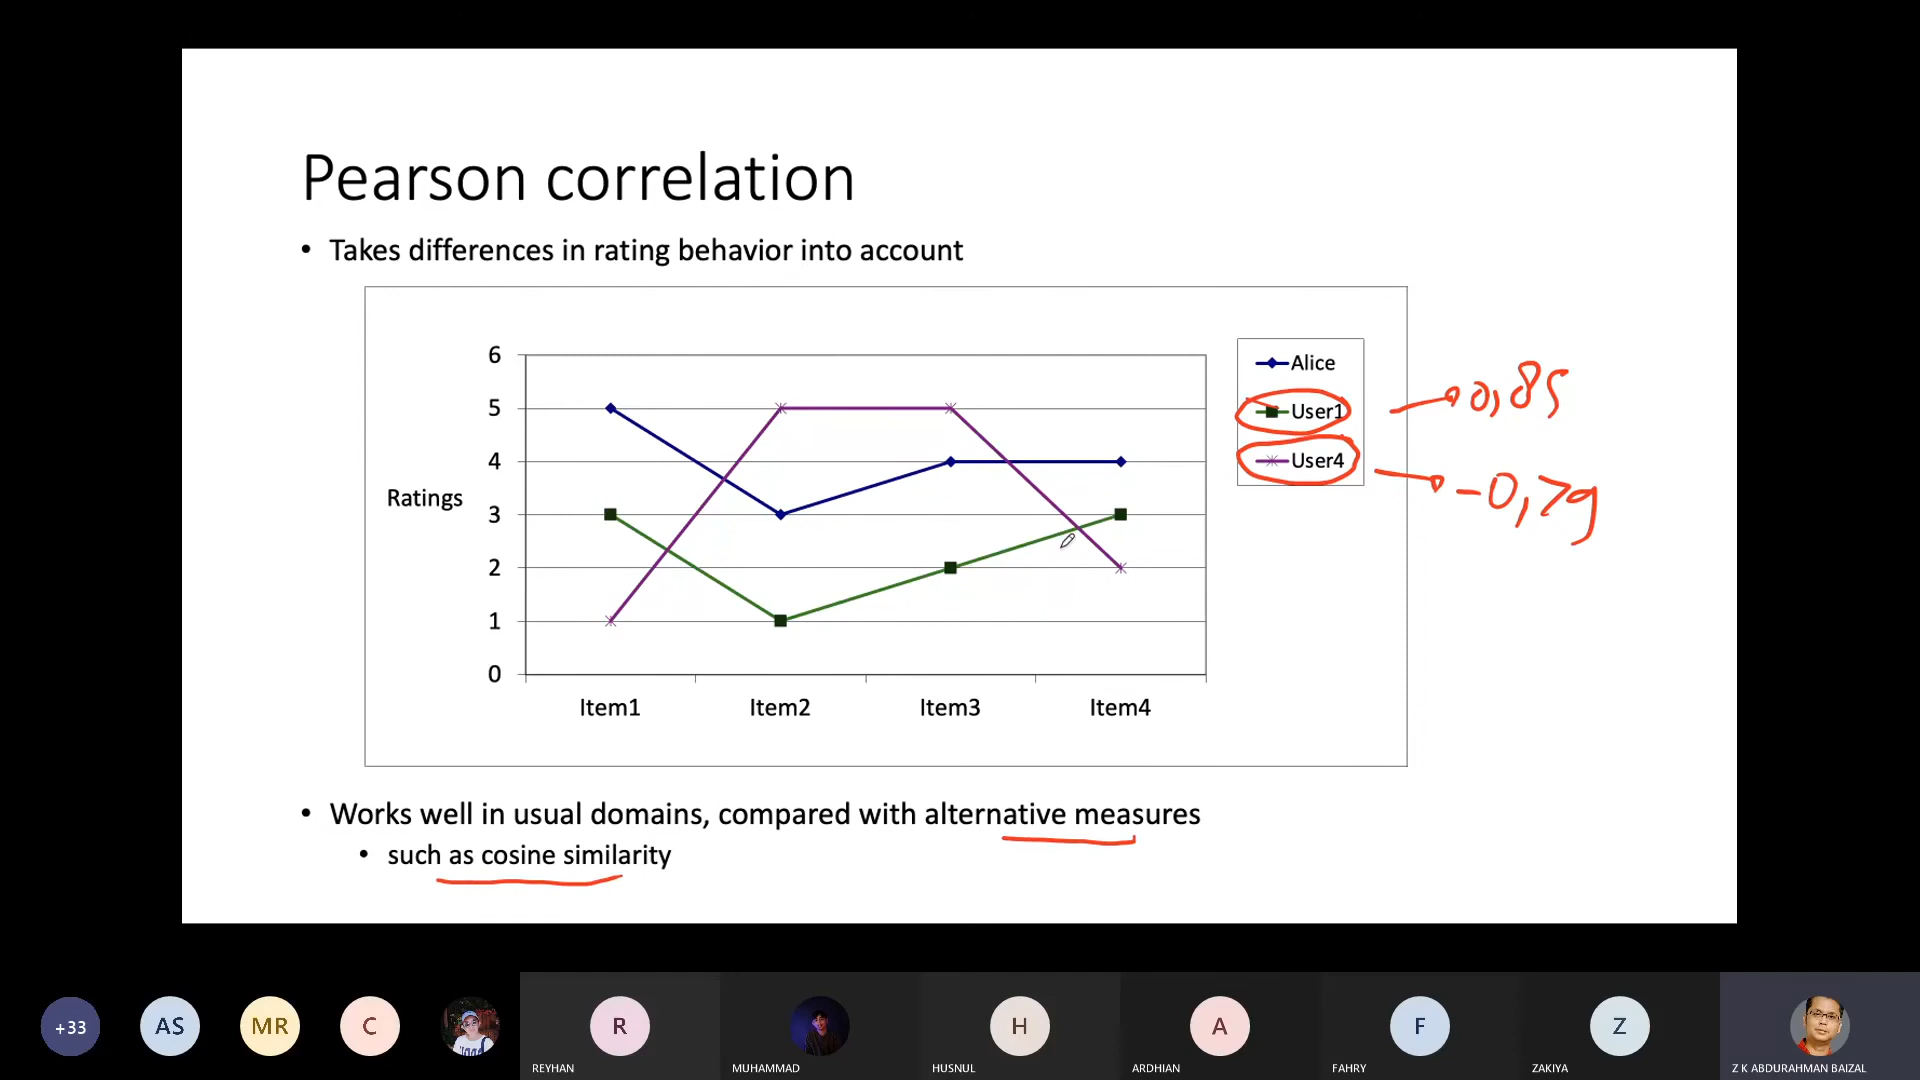 Pearson correlation
• Takes differences in rating behavior into account
6
5
4
3
2
1
0
Ratings
Item1 Item2 Item3 Item4
Alice
User1
User4
0,85
-0,79
• Works well in usual domains, compared with alternative measures
• such as cosine similarity
+33
AS
MR
C
R
H
A
F
Z
REYHAN
MUHAMMAD
HUSNUL
ARDHIAN
FAHRY
ZAKIYA
Z K ABDURAHMAN BAIZAL